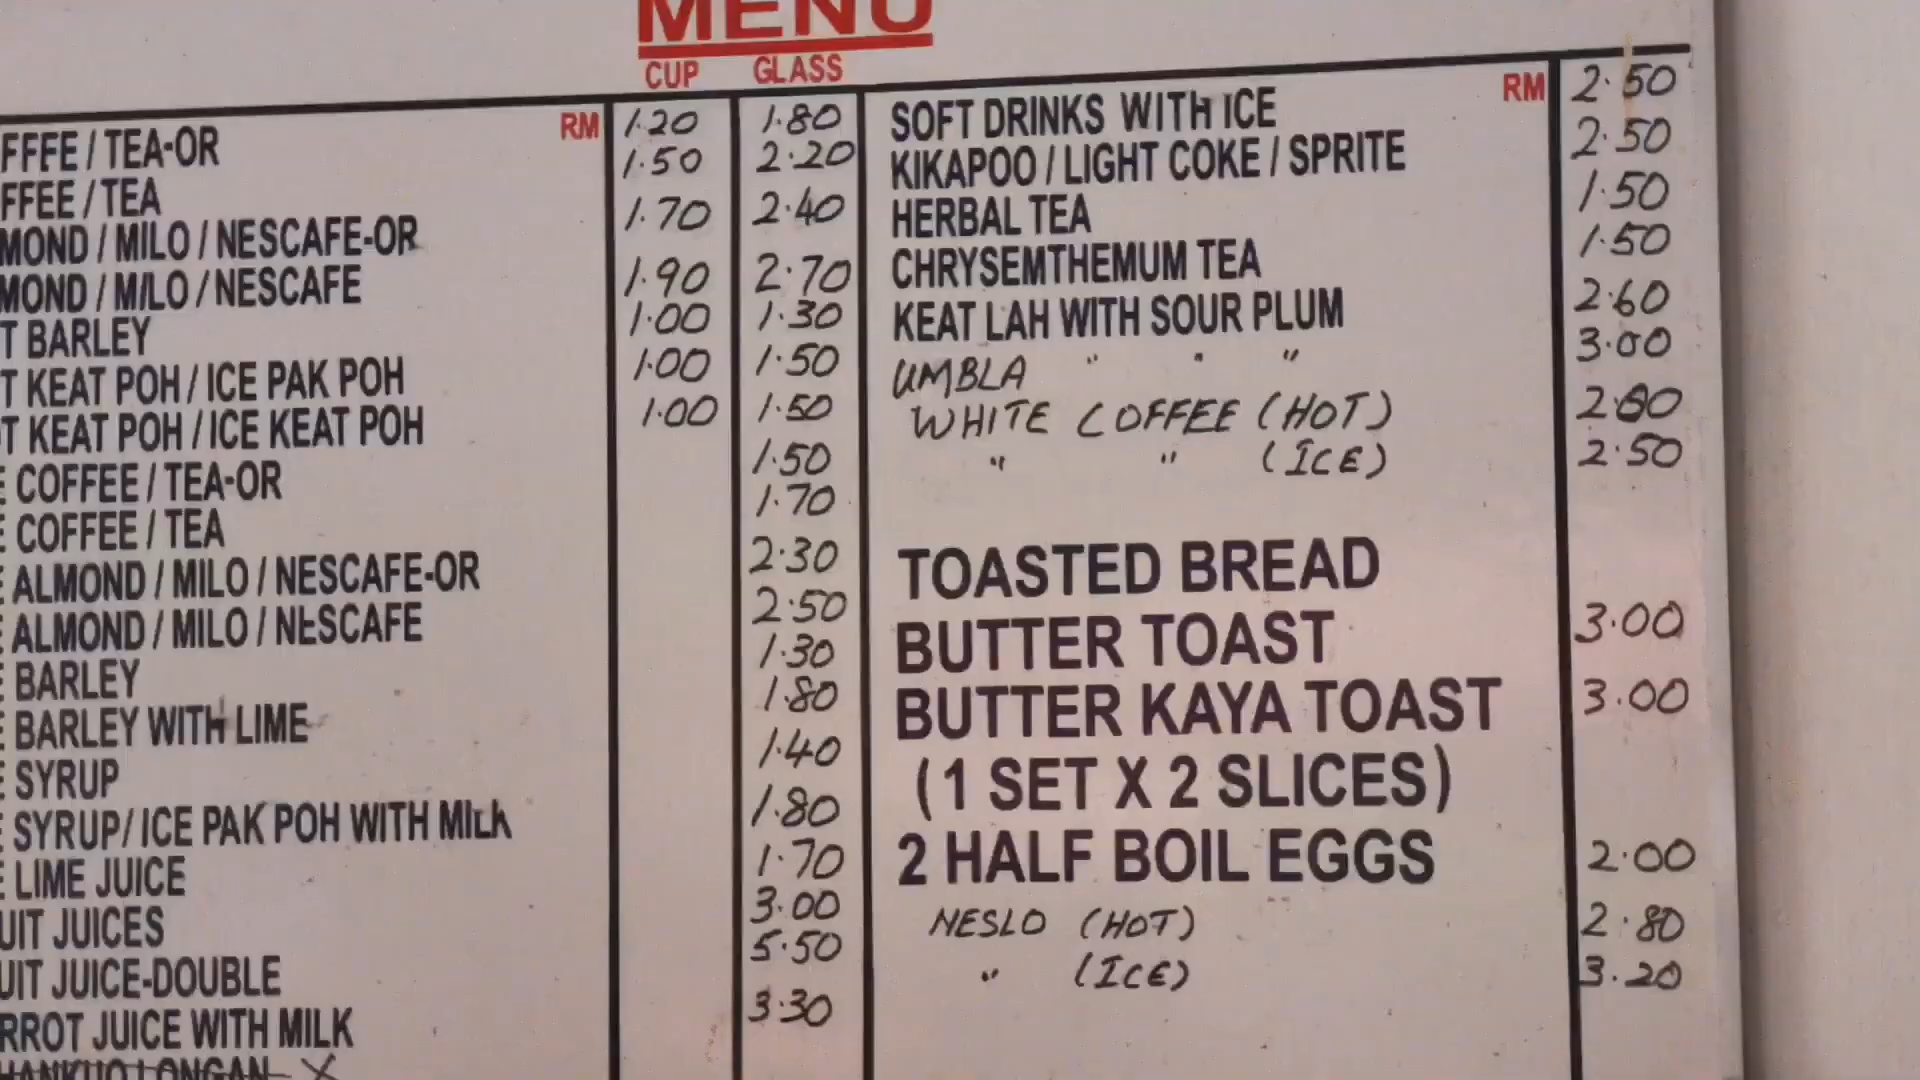 MENU
CUP GLASS
FFFE / TEA-OR RM 1.20 1.80
FFEE / TEA 1.50 2.20
MOND / MILO / NESCAFE-OR 1.70 2.40
MOND / MILO / NESCAFE 1.90 2.70
T BARLEY 1.00 1.30
T KEAT POH / ICE PAK POH 1.00 1.50
T KEAT POH / ICE KEAT POH 1.00 1.50
E COFFEE / TEA-OR 1.50
E COFFEE / TEA 1.70
E ALMOND / MILO / NESCAFE-OR 2.30
E ALMOND / MILO / NESCAFE 2.50
E BARLEY 1.30
E BARLEY WITH LIME 1.80
E SYRUP 1.40
E SYRUP/ ICE PAK POH WITH MILK 1.80
E LIME JUICE 1.70
UIT JUICES 3.00
UIT JUICE-DOUBLE 5.50
RROT JUICE WITH MILK 3.30
HANKUO LONGAN X
SOFT DRINKS WITH ICE RM 2.50
KIKAPOO / LIGHT COKE / SPRITE 2.50
HERBAL TEA 1.50
CHRYSEMTHEMUM TEA 1.50
KEAT LAH WITH SOUR PLUM 2.60
UMBLA " " " 3.00
WHITE COFFEE (HOT)
" " (ICE) 2.50
TOASTED BREAD
BUTTER TOAST 3.00
BUTTER KAYA TOAST 3.00
(1 SET X 2 SLICES)
2 HALF BOIL EGGS 2.00
NESLO (HOT) 2.80
" (ICE) 3.20